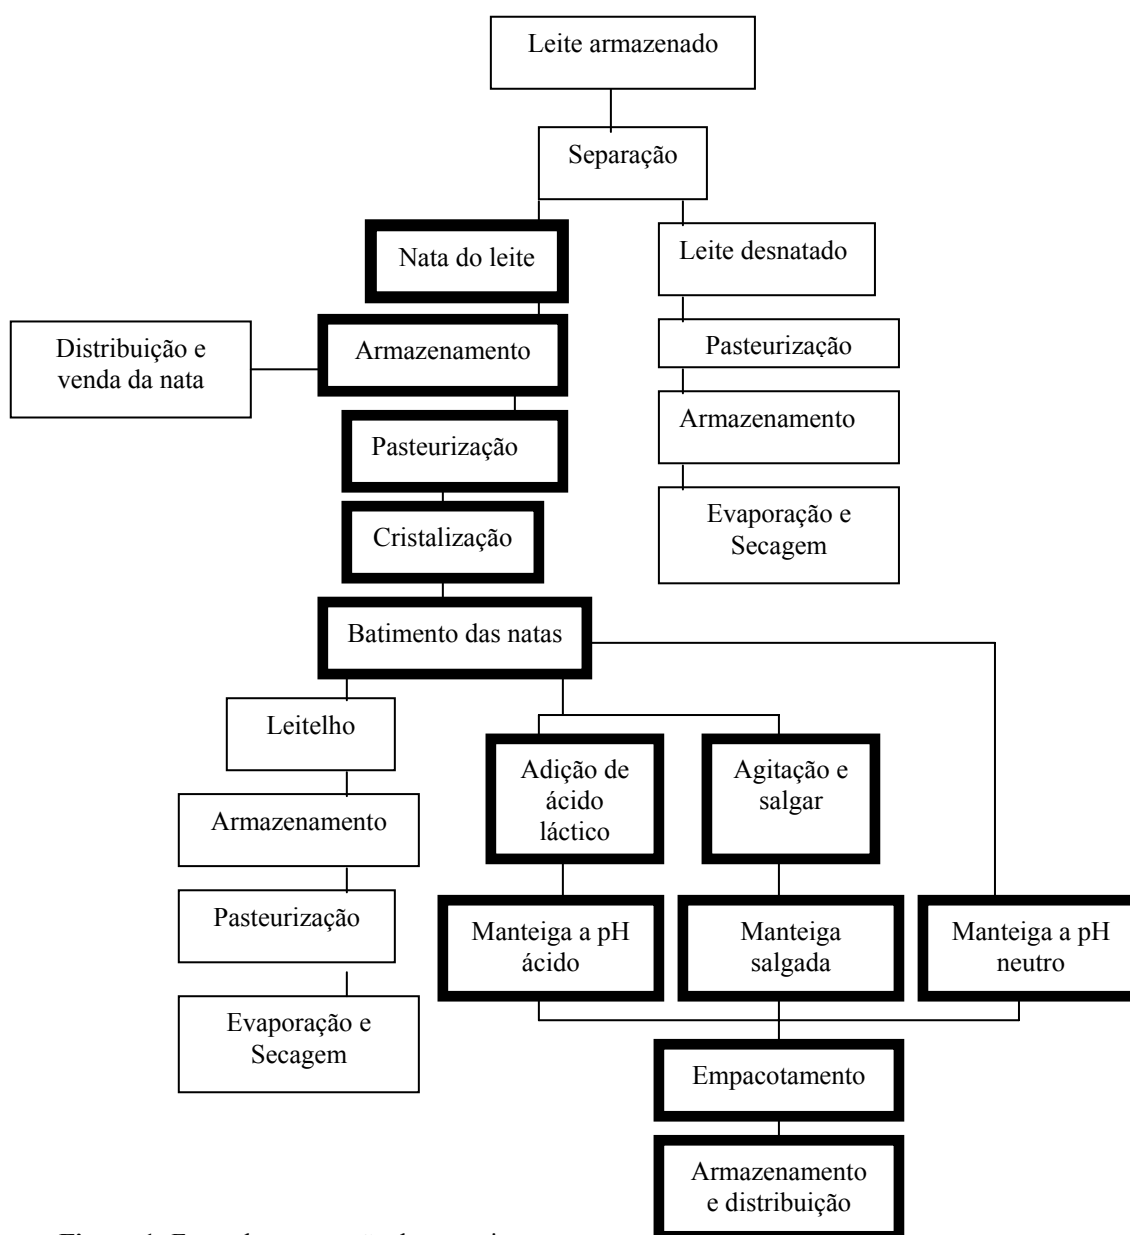 Leite armazenado
Separação
Nata do leite
Leite desnatado
Distribuição e
venda da nata
Armazenamento
Pasteurização
Pasteurização
Armazenamento
Cristalização
Evaporação e
Secagem
Batimento das natas
Leitelho
Adição de
ácido
láctico
Agitação e
salgar
Armazenamento
Pasteurização
Manteiga a pH
ácido
Manteiga
salgada
Manteiga a pH
neutro
Evaporação e
Secagem
Empacotamento
Armazenamento
e distribuição